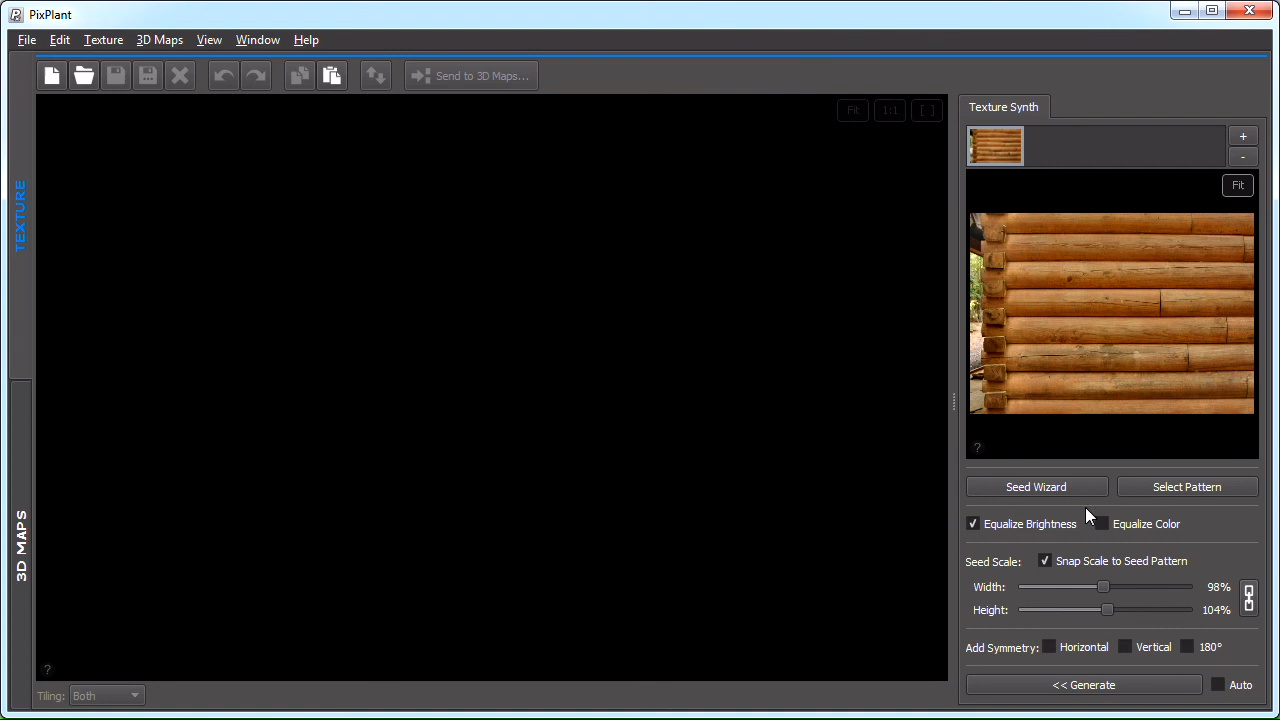 PixPlant
File Edit Texture 3D Maps View Window Help
Send to 3D Maps...
Fit 1:1 [ ]
Texture Synth
+
-
Fit
TEXTURE
3D MAPS
?
Seed Wizard Select Pattern
Equalize Brightness Equalize Color
Seed Scale: Snap Scale to Seed Pattern
Width: 98%
Height: 104%
Add Symmetry: Horizontal Vertical 180°
?
<< Generate Auto
Tiling: Both